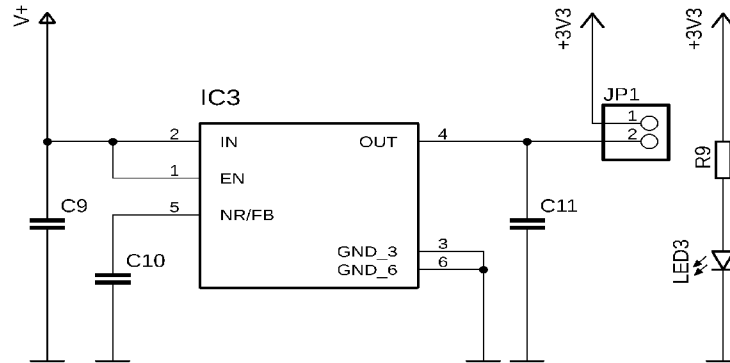 V+
+3V3
+3V3
IC3
JP1
1
2
2
IN
OUT
4
1
EN
R9
5
NR/FB
C9
C11
C10
GND_3
3
GND_6
6
LED3